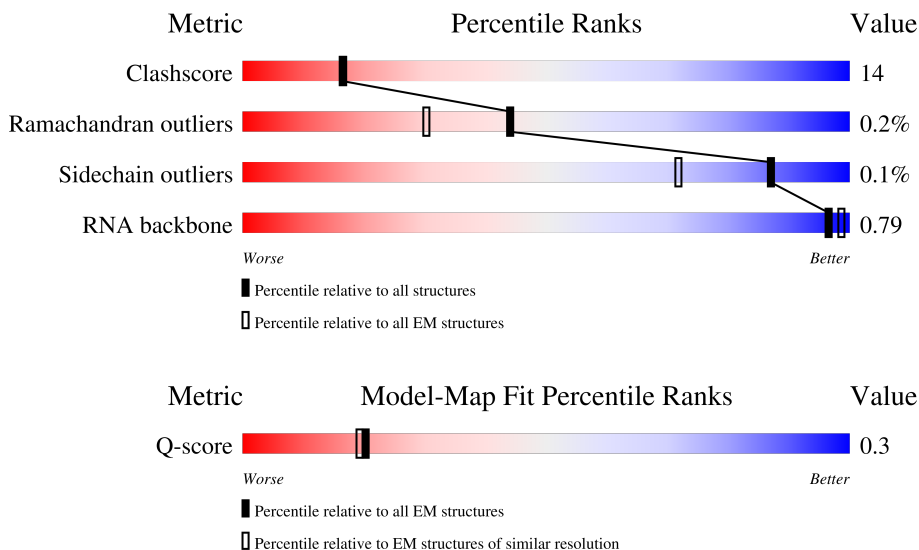 Metric Percentile Ranks Value
Clashscore 14
Ramachandran outliers 0.2%
Sidechain outliers 0.1%
RNA backbone 0.79
Worse Better
Percentile relative to all structures
Percentile relative to all EM structures
Metric Model-Map Fit Percentile Ranks Value
Q-score 0.3
Worse Better
Percentile relative to all EM structures
Percentile relative to EM structures of similar resolution